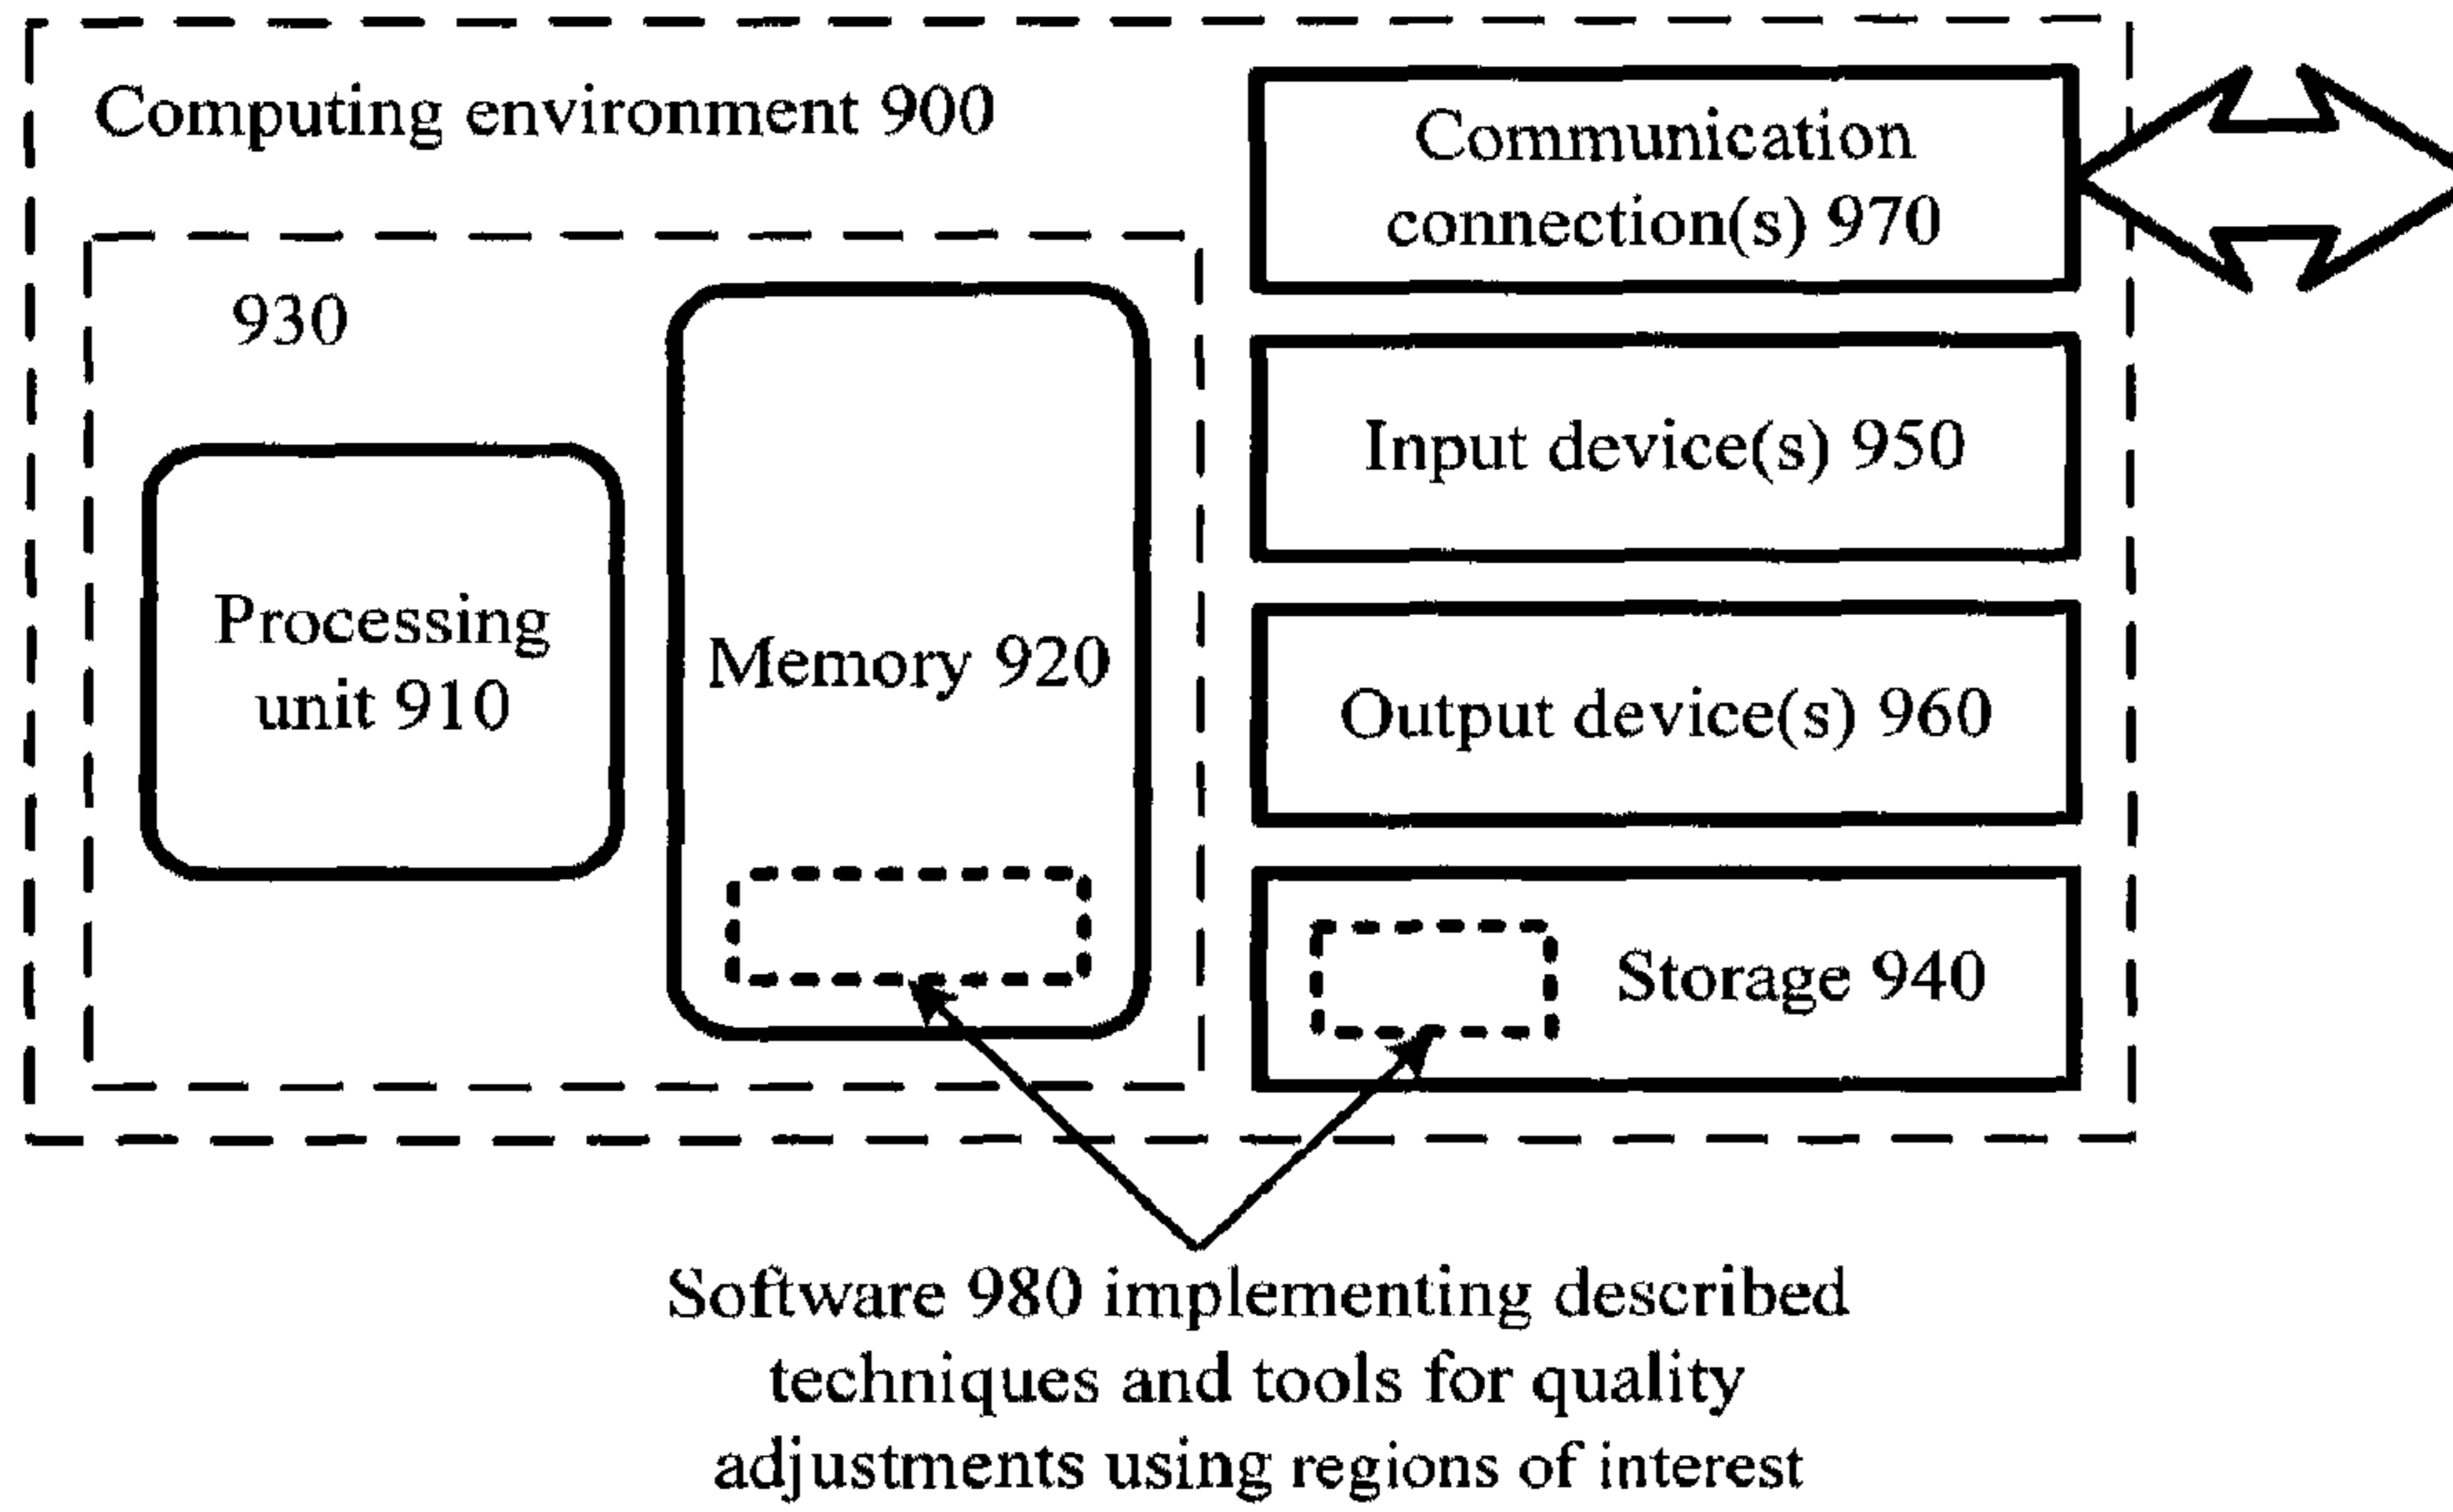 Computing environment 900
930
Processing
unit 910
Memory 920
Communication
connection(s) 970
Input device(s) 950
Output device(s) 960
Storage 940
Software 980 implementing described
techniques and tools for quality
adjustments using regions of interest